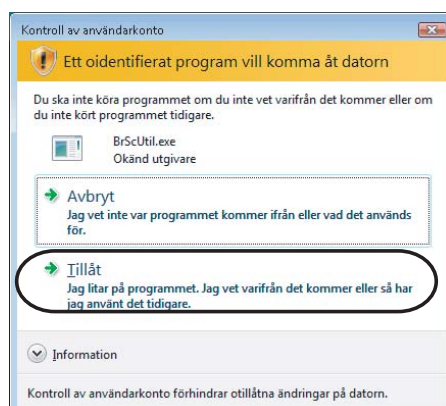 Kontroll av användarkonto
Ett oidentifierat program vill komma åt datorn
Du ska inte köra programmet om du inte vet varifrån det kommer eller om
du inte kört programmet tidigare.
BrScUtil.exe
Okänd utgivare
Avbryt
Jag vet inte var programmet kommer ifrån eller vad det används
för.
Tillåt
Jag litar på programmet. Jag vet varifrån det kommer eller så har
jag använt det tidigare.
Information
Kontroll av användarkonto förhindrar otillåtna ändringar på datorn.